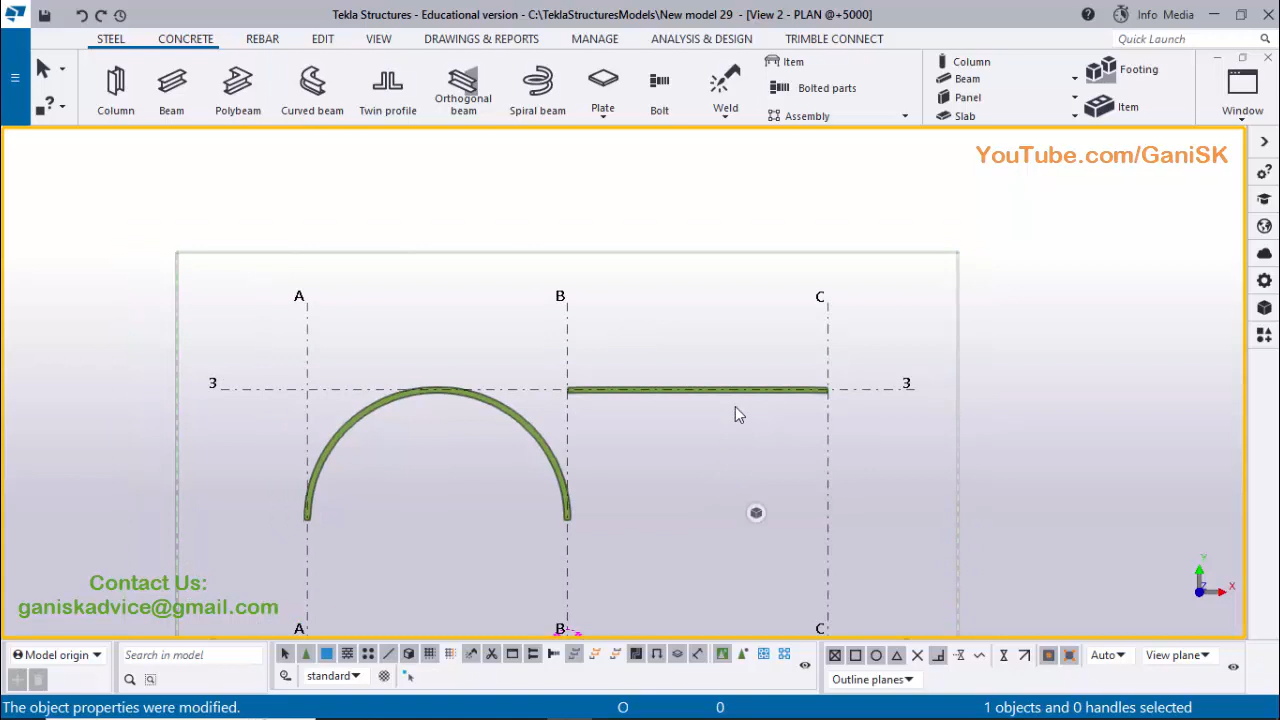 Tekla Structures - Educational version - C:\TeklaStructuresModels\New model 29 - [View 2 - PLAN @+5000]
Info Media
STEEL CONCRETE REBAR EDIT VIEW DRAWINGS & REPORTS MANAGE ANALYSIS & DESIGN TRIMBLE CONNECT
Quick Launch
Column
Beam
Polybeam
Curved beam
Twin profile
Orthogonal
beam
Spiral beam
Plate
Bolt
Weld
Item
Bolted parts
Assembly
Column
Beam
Panel
Slab
Footing
Item
Window
YouTube.com/GaniSK
A B C
3 3
Contact Us:
ganiskadvice@gmail.com
A B C
Z Y X
Model origin
Search in model
standard
Auto
View plane
Outline planes
The object properties were modified. O 0 1 objects and 0 handles selected